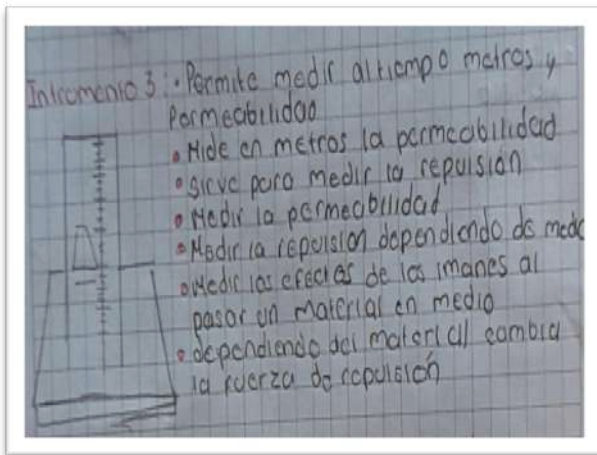 Intrumento 3: • Permite medir al tiempo metros y
Permeabilidad
• Mide en metros la permeabilidad
• sirve para medir la repulsión
• Medir la permeabilidad
• Medir la repulsion dependiendo de medio
• Medir los efectos de los imanes al
pasar un material en medio
• dependiendo del material cambia
la fuerza de repulsión